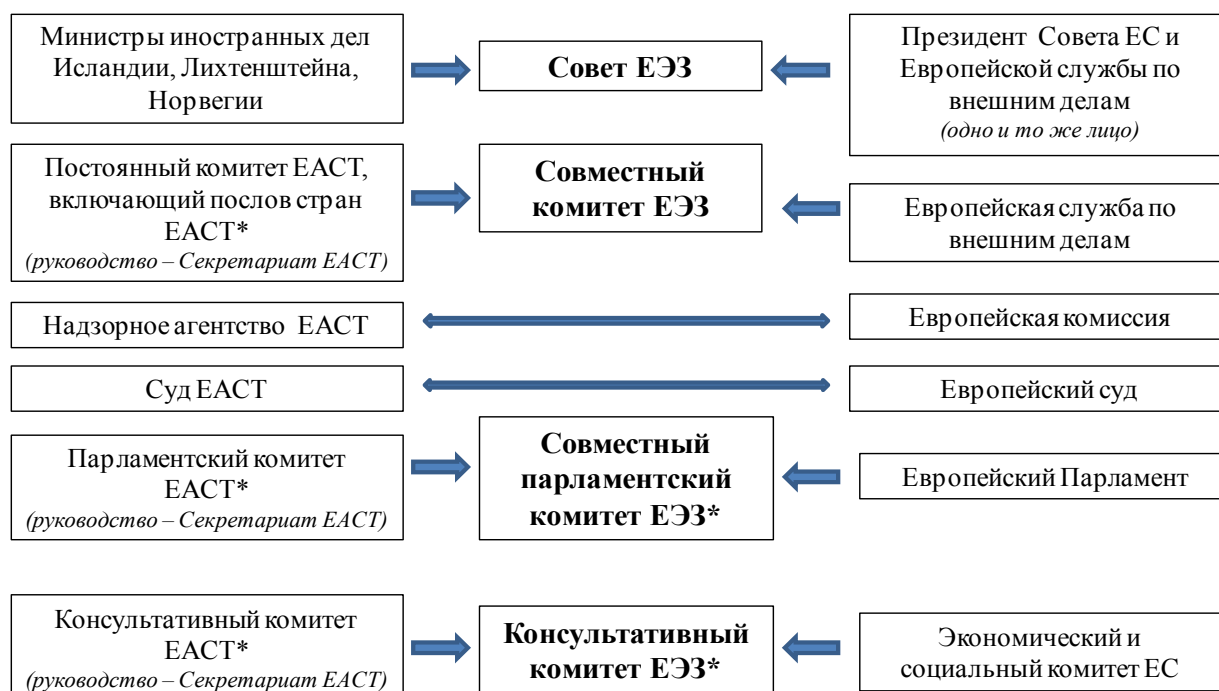 Министры иностранных дел
Исландии, Лихтенштейна,
Норвегии
Совет ЕЭЗ
Президент Совета ЕС и
Европейской службы по
внешним делам
(одно и то же лицо)
Постоянный комитет ЕАСТ,
включающий послов стран
ЕАСТ*
(руководство – Секретариат ЕАСТ)
Совместный
комитет ЕЭЗ
Европейская служба по
внешним делам
Надзорное агентство ЕАСТ
Европейская комиссия
Суд ЕАСТ
Европейский суд
Парламентский комитет
ЕАСТ*
(руководство – Секретариат ЕАСТ)
Совместный
парламентский
комитет ЕЭЗ*
Европейский Парламент
Консультативный комитет
ЕАСТ*
(руководство – Секретариат ЕАСТ)
Консультативный
комитет ЕЭЗ*
Экономический и
социальный комитет ЕС